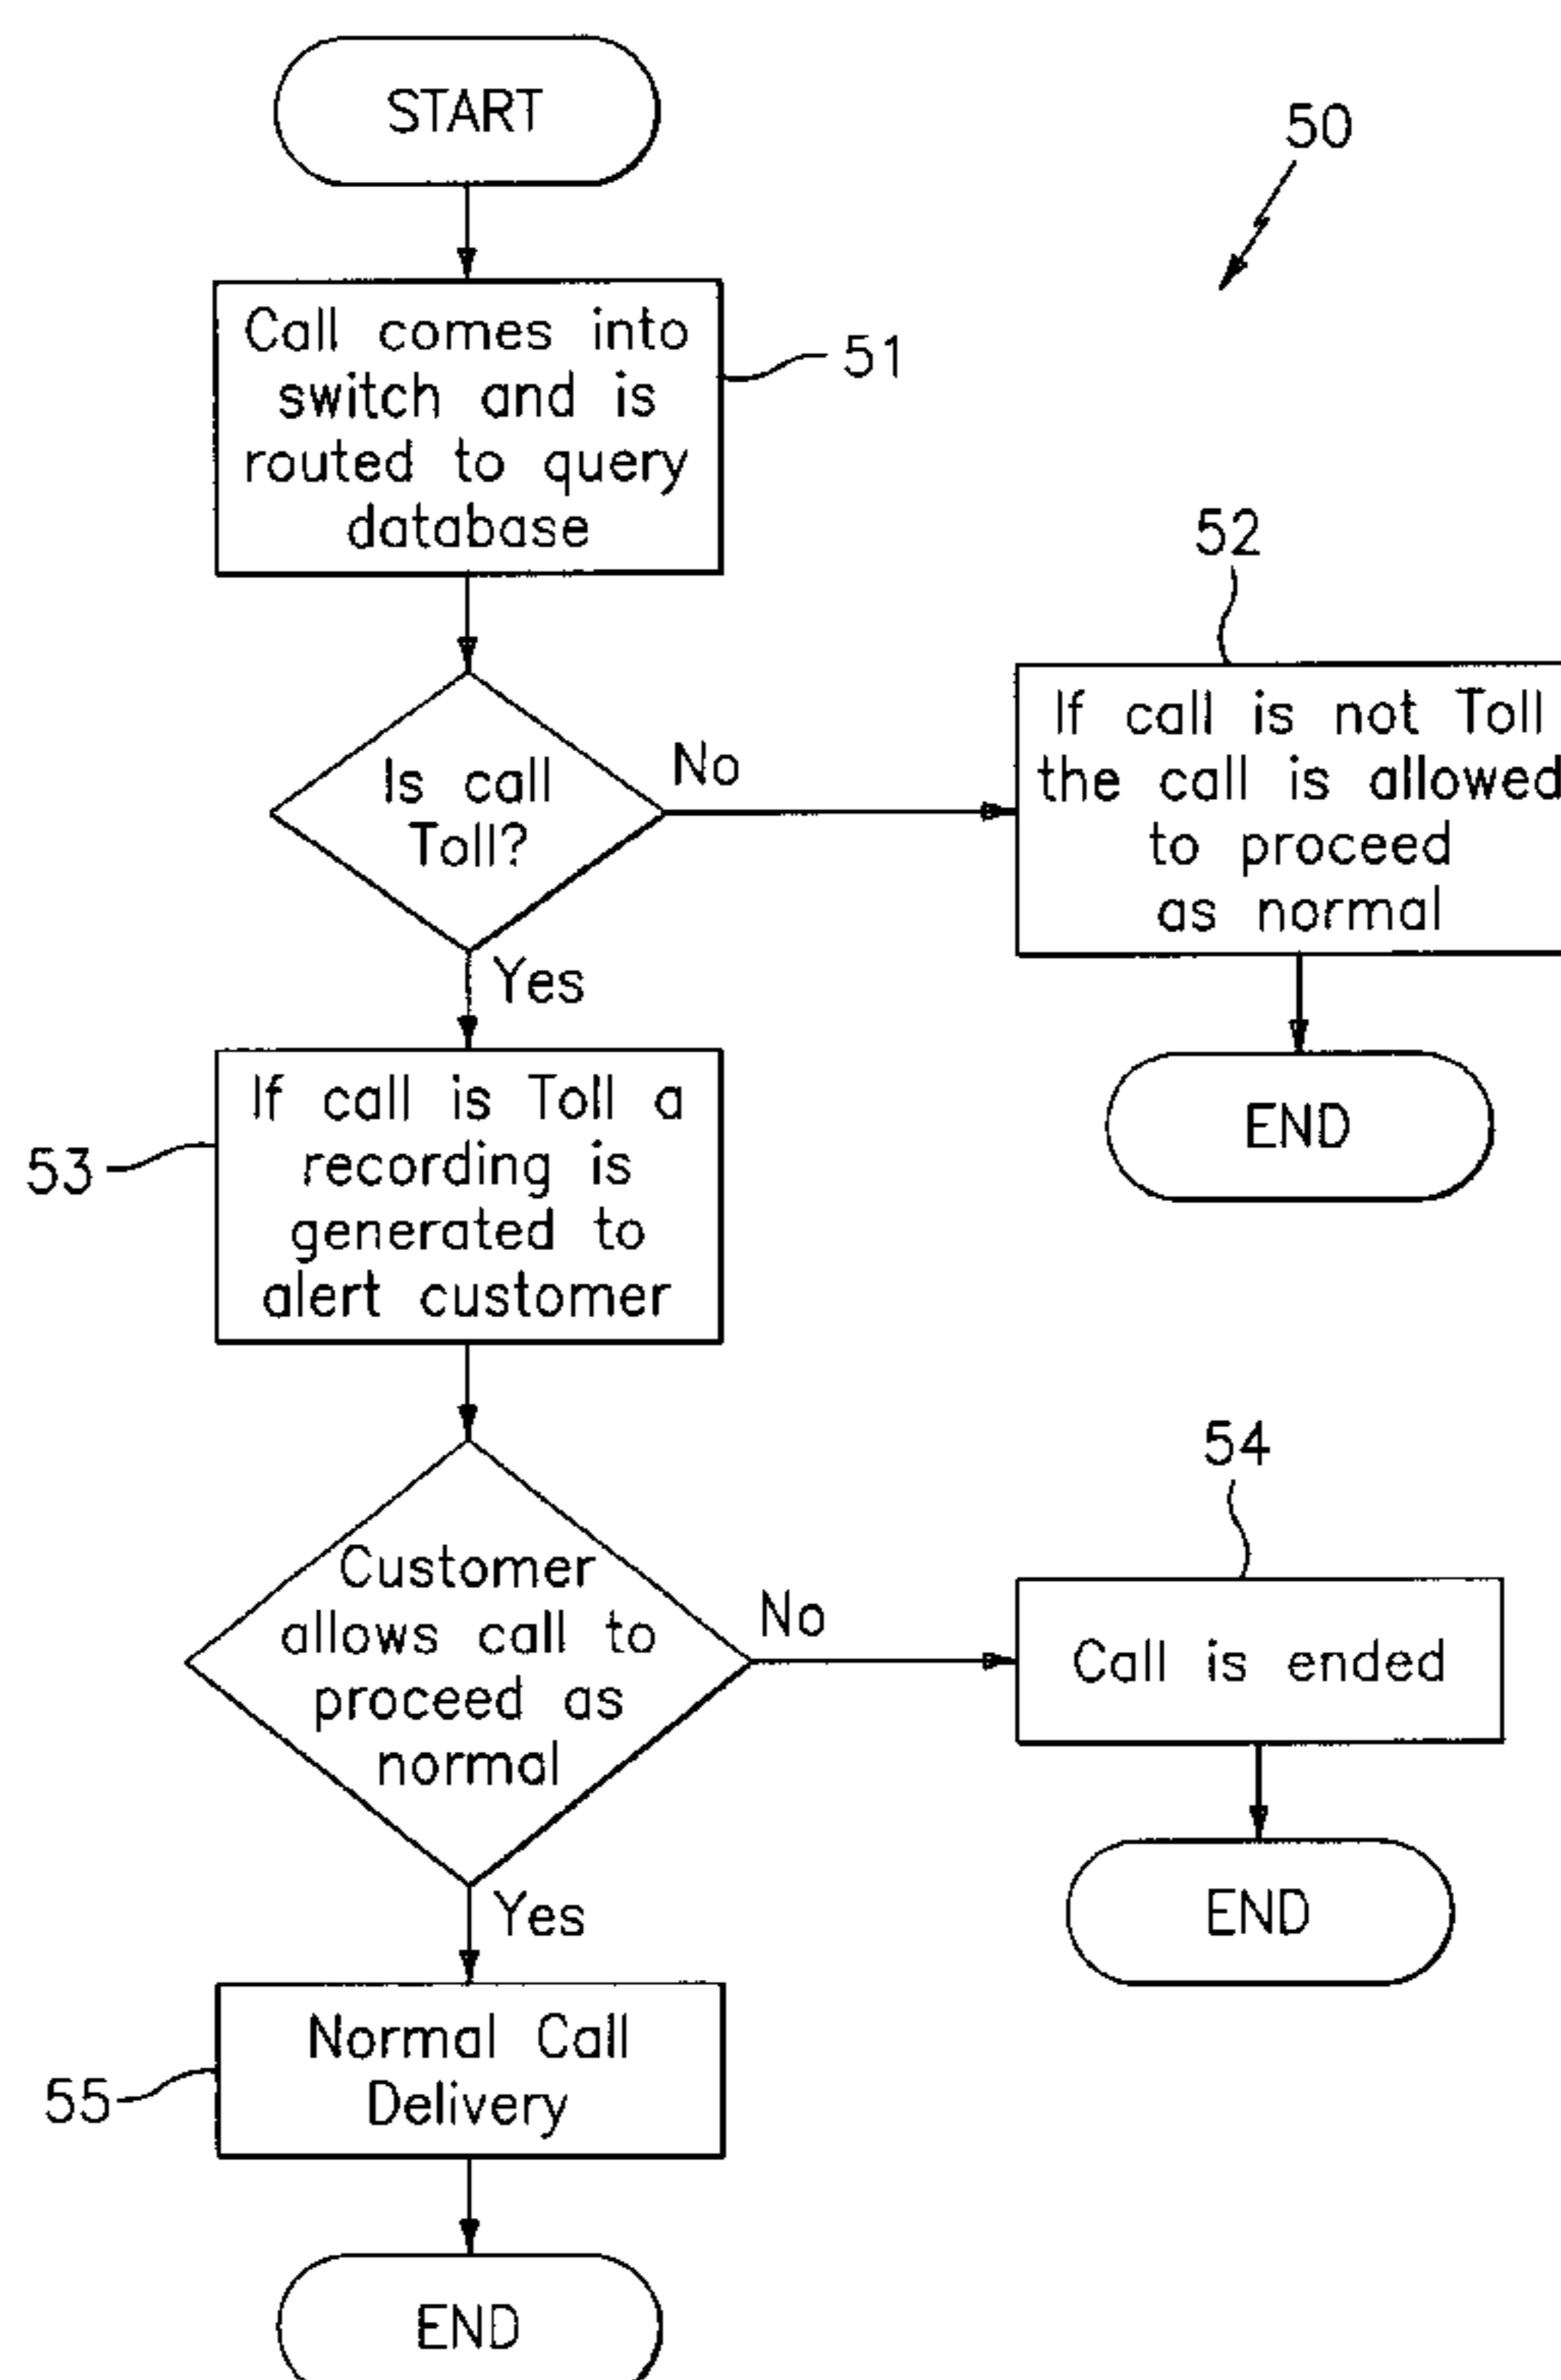 START
50
Call comes into
switch and is
routed to query
database
51
52
Is call
Toll?
No
If call is not Toll
the call is allowed
to proceed
as normal
Yes
END
53
If call is Toll a
recording is
generated to
alert customer
54
Customer
allows call to
proceed as
normal
No
Call is ended
END
Yes
55
Normal Call
Delivery
END